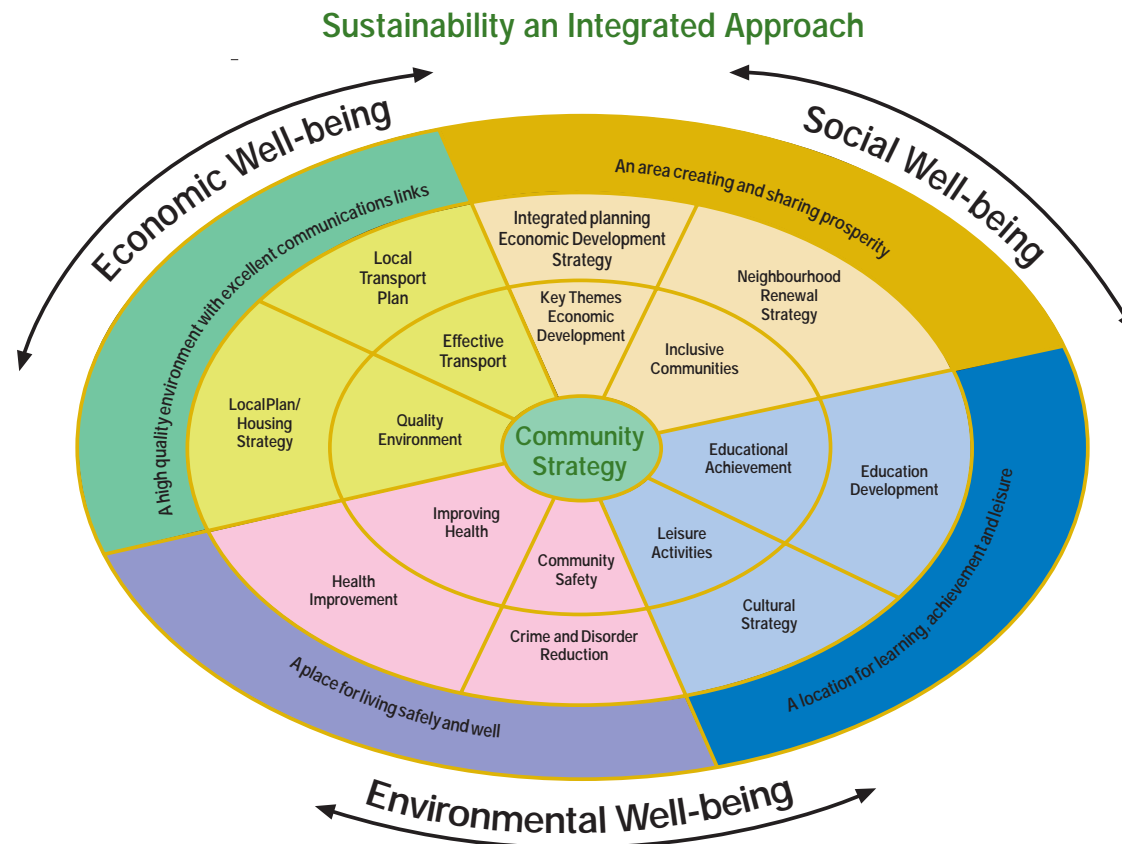 Sustainability an Integrated Approach
Economic Well-being
Social Well-being
A high quality environment with excellent communications links
An area creating and sharing prosperity
Integrated planning
Economic Development
Strategy
Local
Transport
Plan
Neighbourhood
Renewal
Strategy
Key Themes
Economic
Development
Effective
Transport
Inclusive
Communities
LocalPlan/
Housing
Strategy
Quality
Environment
Community
Strategy
Educational
Achievement
Education
Development
Improving
Health
Leisure
Activities
Community
Safety
Health
Improvement
Cultural
Strategy
Crime and Disorder
Reduction
A place for living safely and well
A location for learning, achievement and leisure
Environmental Well-being